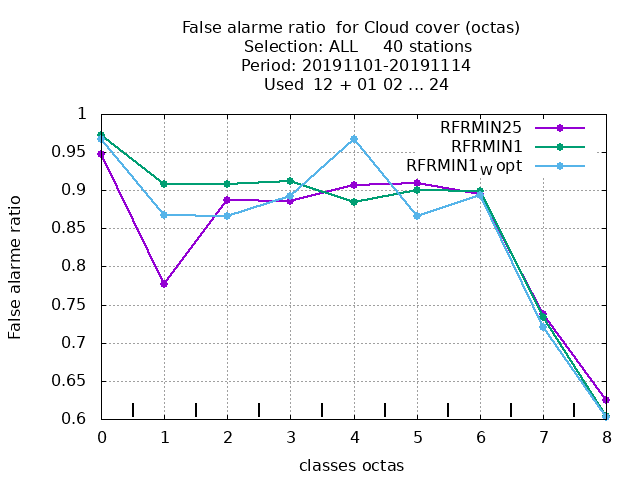 False alarme ratio  for Cloud cover (octas)
Selection: ALL     40 stations
Period: 20191101-20191114
Used  12 + 01 02 ... 24
RFRMIN25
RFRMIN1
RFRMIN1_W opt
1
0.95
0.9
0.85
0.8
0.75
0.7
0.65
0.6
False alarme ratio
0 1 2 3 4 5 6 7 8
classes octas